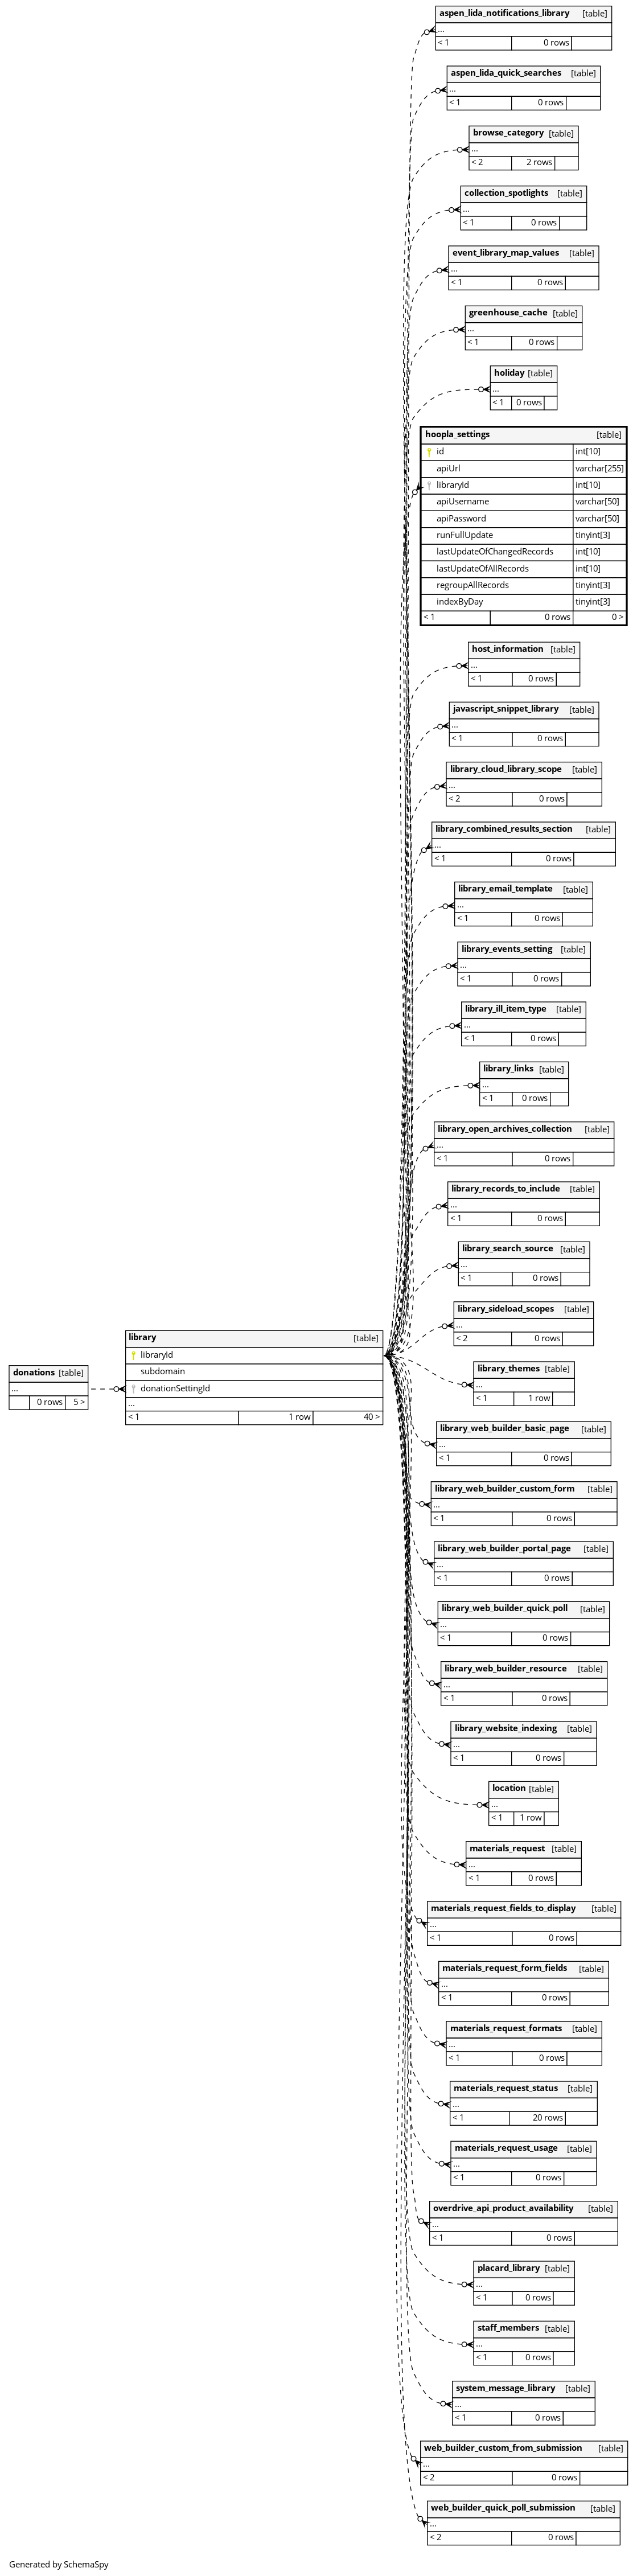 aspen_lida_notifications_library [table]
...
< 1 0 rows
aspen_lida_quick_searches [table]
...
< 1 0 rows
browse_category [table]
...
< 2 2 rows
collection_spotlights [table]
...
< 1 0 rows
event_library_map_values [table]
...
< 1 0 rows
greenhouse_cache [table]
...
< 1 0 rows
holiday [table]
...
< 1 0 rows
hoopla_settings [table]
id int[10]
apiUrl varchar[255]
libraryId int[10]
apiUsername varchar[50]
apiPassword varchar[50]
runFullUpdate tinyint[3]
lastUpdateOfChangedRecords int[10]
lastUpdateOfAllRecords int[10]
regroupAllRecords tinyint[3]
indexByDay tinyint[3]
< 1 0 rows 0 >
host_information [table]
...
< 1 0 rows
javascript_snippet_library [table]
...
< 1 0 rows
library_cloud_library_scope [table]
...
< 2 0 rows
library_combined_results_section [table]
...
< 1 0 rows
library_email_template [table]
...
< 1 0 rows
library_events_setting [table]
...
< 1 0 rows
library_ill_item_type [table]
...
< 1 0 rows
library_links [table]
...
< 1 0 rows
library_open_archives_collection [table]
...
< 1 0 rows
library_records_to_include [table]
...
< 1 0 rows
library_search_source [table]
...
< 1 0 rows
library_sideload_scopes [table]
...
< 2 0 rows
library [table]
libraryId
subdomain
donationSettingId
...
< 1 1 row 40 >
donations [table]
...
0 rows 5 >
library_themes [table]
...
< 1 1 row
library_web_builder_basic_page [table]
...
< 1 0 rows
library_web_builder_custom_form [table]
...
< 1 0 rows
library_web_builder_portal_page [table]
...
< 1 0 rows
library_web_builder_quick_poll [table]
...
< 1 0 rows
library_web_builder_resource [table]
...
< 1 0 rows
library_website_indexing [table]
...
< 1 0 rows
location [table]
...
< 1 1 row
materials_request [table]
...
< 1 0 rows
materials_request_fields_to_display [table]
...
< 1 0 rows
materials_request_form_fields [table]
...
< 1 0 rows
materials_request_formats [table]
...
< 1 0 rows
materials_request_status [table]
...
< 1 20 rows
materials_request_usage [table]
...
< 1 0 rows
overdrive_api_product_availability [table]
...
< 1 0 rows
placard_library [table]
...
< 1 0 rows
staff_members [table]
...
< 1 0 rows
system_message_library [table]
...
< 1 0 rows
web_builder_custom_from_submission [table]
...
< 2 0 rows
web_builder_quick_poll_submission [table]
...
< 2 0 rows
Generated by SchemaSpy